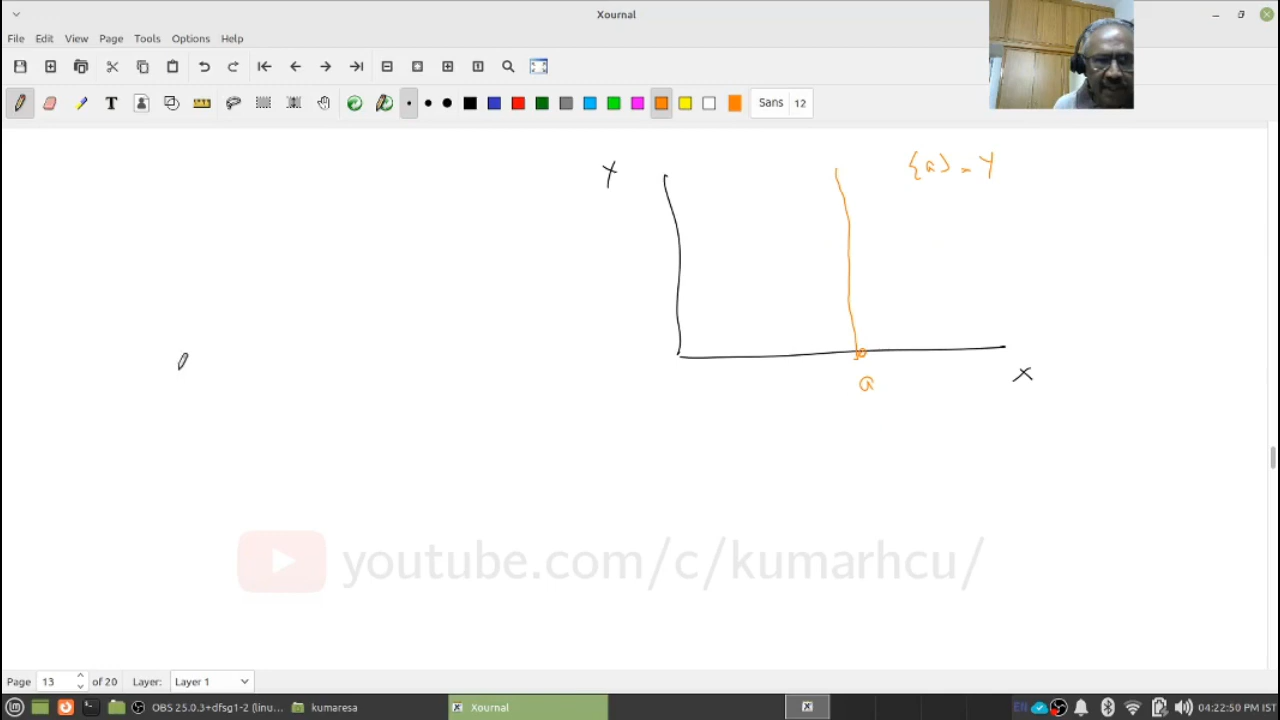 Xournal
File Edit View Page Tools Options Help
Sans 12
Y
{a} × Y
a
X
youtube.com/c/kumarhcu/
Page 13 of 20 Layer: Layer 1
OBS 25.0.3+dfsg1-2 (linu... kumaresa Xournal EN 04:22:50 PM IST